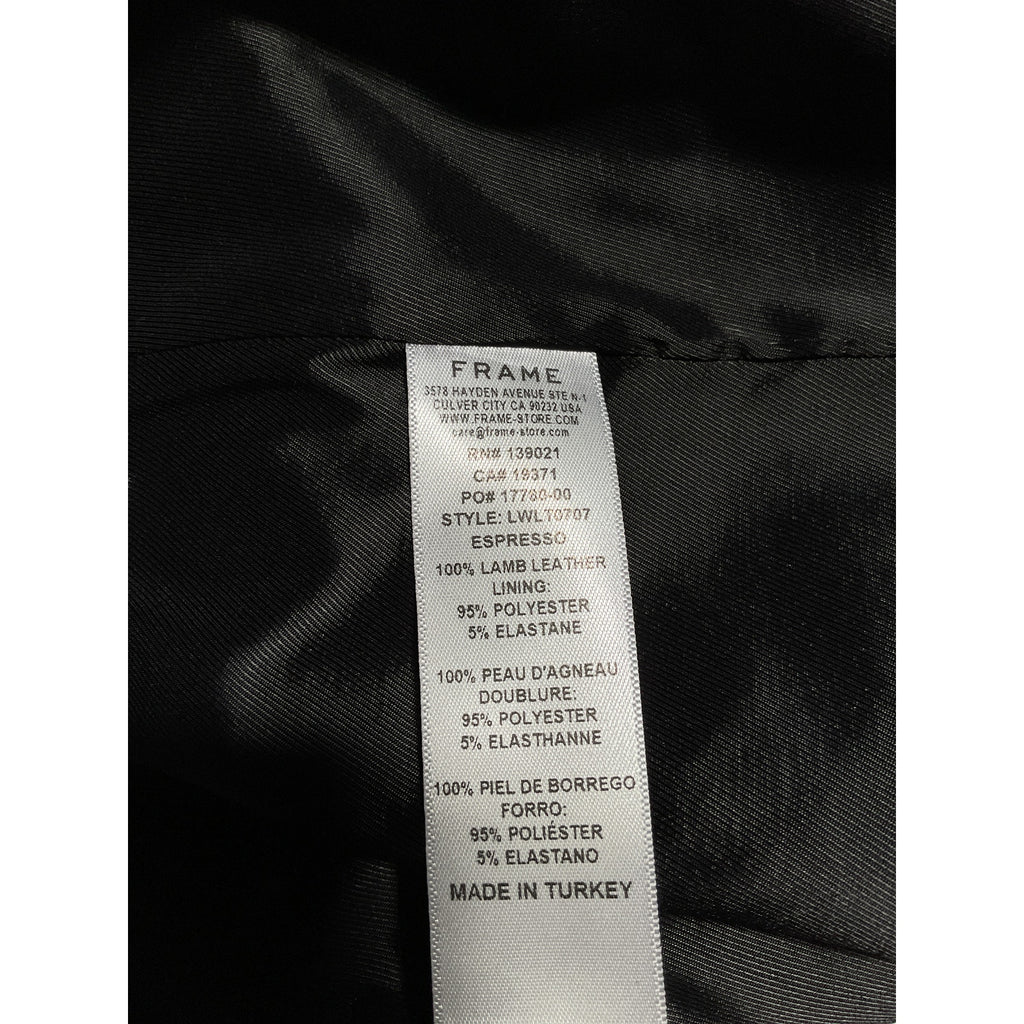 FRAME
3578 HAYDEN AVENUE STE N-1
CULVER CITY CA 90232 USA
WWW.FRAME-STORE.COM
care@frame-store.com
RN# 139021
CA# 19371
PO# 17780-00
STYLE: LWLT0707
ESPRESSO
100% LAMB LEATHER
LINING:
95% POLYESTER
5% ELASTANE
100% PEAU D'AGNEAU
DOUBLURE:
95% POLYESTER
5% ELASTHANNE
100% PIEL DE BORREGO
FORRO:
95% POLIÉSTER
5% ELASTANO
MADE IN TURKEY